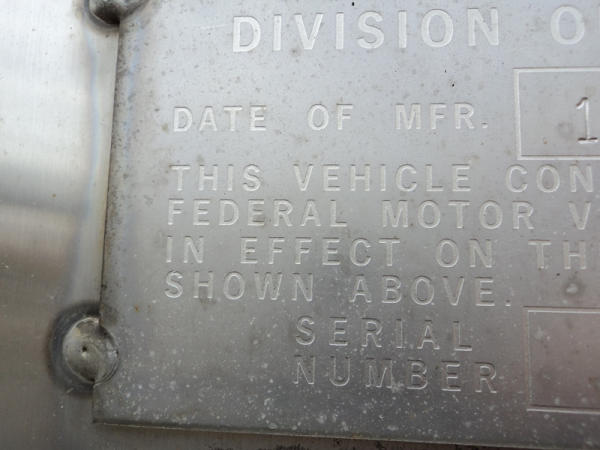 DIVISION O
DATE OF MFR. 1
THIS VEHICLE CON
FEDERAL MOTOR V
IN EFFECT ON TH
SHOWN ABOVE.
SERIAL
NUMBER